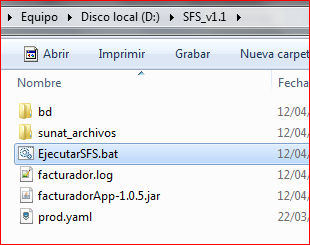 Equipo ▸ Disco local (D:) ▸ SFS_v1.1 ▸
Abrir Imprimir Grabar Nueva carpet
Nombre Fecha
bd 12/04,
sunat_archivos 12/04,
EjecutarSFS.bat 12/04,
facturador.log 12/04,
facturadorApp-1.0.5.jar 12/04,
prod.yaml 22/03,